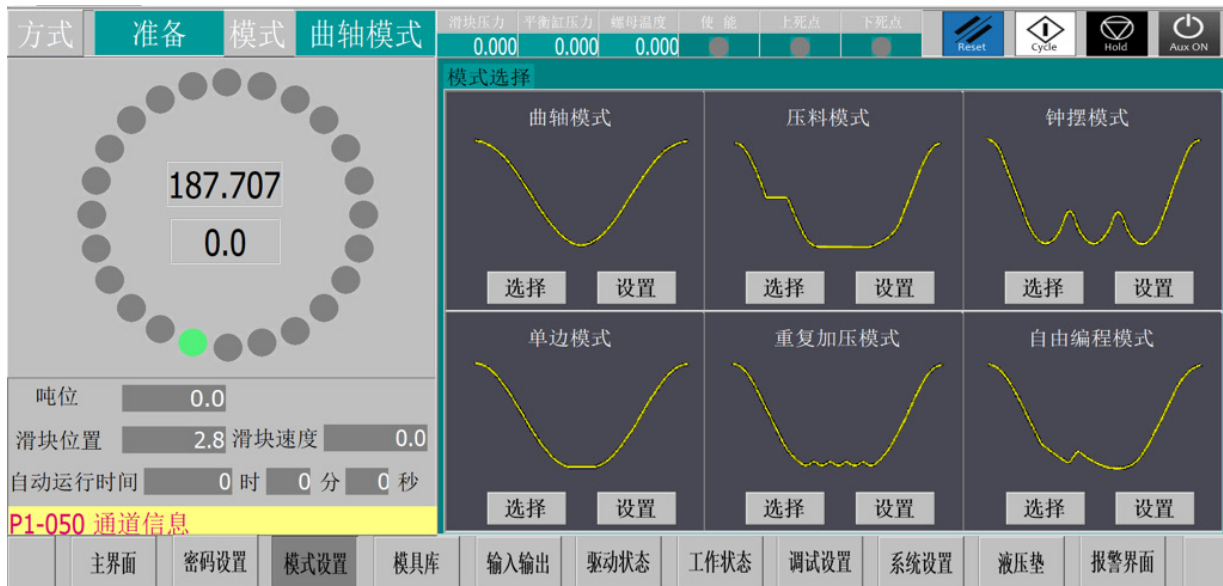 方式 准备 模式 曲轴模式
滑块压力 平衡缸压力 螺母温度 使 能 上死点 下死点
0.000 0.000 0.000
Reset Cycle Hold Aux ON
187.707
0.0
吨位 0.0
滑块位置 2.8 滑块速度 0.0
自动运行时间 0 时 0 分 0 秒
P1-050 通道信息
模式选择
曲轴模式 压料模式 钟摆模式
选择 设置 选择 设置 选择 设置
单边模式 重复加压模式 自由编程模式
选择 设置 选择 设置 选择 设置
主界面 密码设置 模式设置 模具库 输入输出 驱动状态 工作状态 调试设置 系统设置 液压垫 报警界面